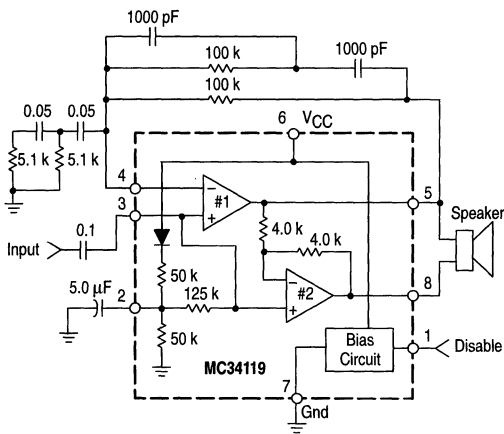 1000 pF
1000 pF
100 k
100 k
0.05 0.05
5.1 k 5.1 k
6 VCC
4
3
#1
5
Speaker
4.0 k
4.0 k
0.1
Input
50 k
5.0 µF
2
125 k
#2
8
50 k
MC34119
Bias
Circuit
1
Disable
7
Gnd